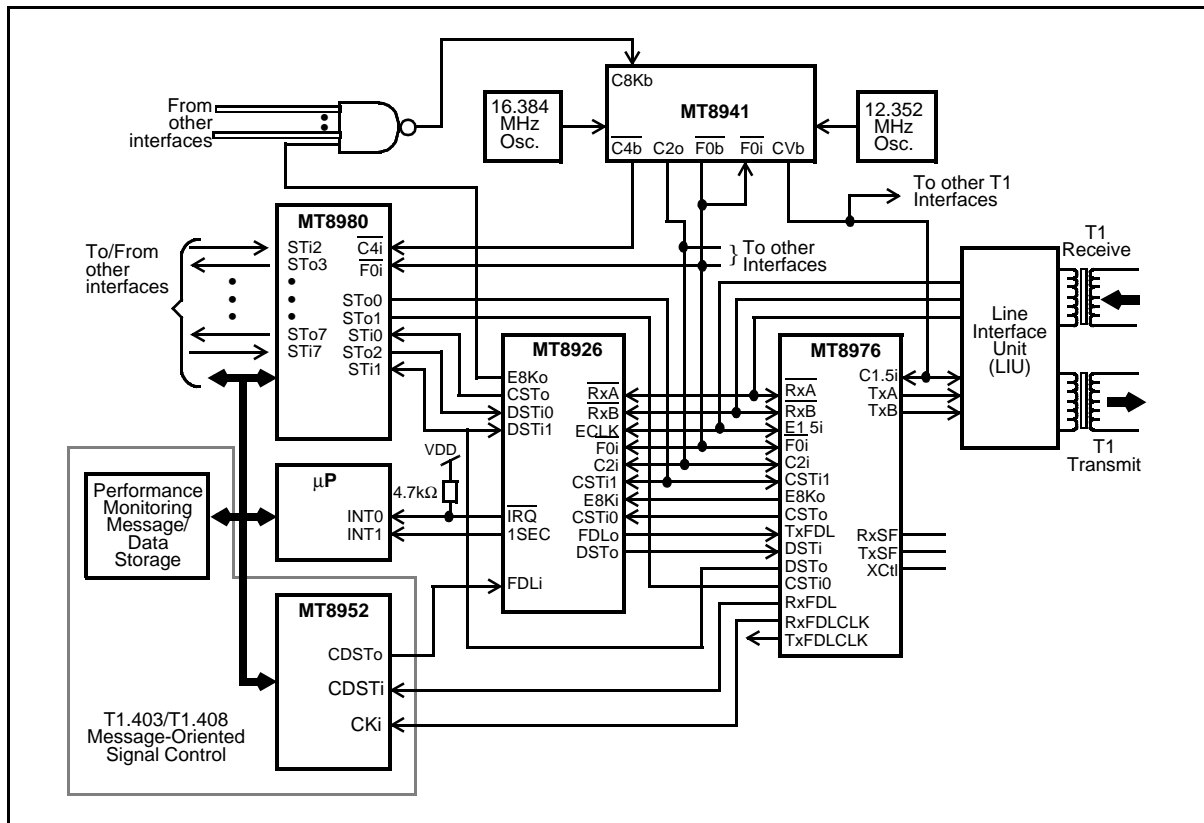 From
other
interfaces
16.384
MHz
Osc.
C8Kb
MT8941
C4b C2o F0b F0i CVb
12.352
MHz
Osc.
To other T1
Interfaces
To/From
other
interfaces
MT8980
STi2
STo3
STo7
STi7
C4i
F0i
STo0
STo1
STi0
STo2
STi1
} To other
Interfaces
MT8926
E8Ko
CSTo
DSTi0
DSTi1
IRQ
1SEC
FDLi
RxA
RxB
ECLK
F0i
C2i
CSTi1
E8Ki
CSTi0
FDLo
DSTo
MT8976
RxA
RxB
E1.5i
F0i
C2i
CSTi1
E8Ko
CSTo
TxFDL
DSTi
DSTo
CSTi0
RxFDL
RxFDLCLK
TxFDLCLK
C1.5i
TxA
TxB
RxSF
TxSF
XCtl
Line
Interface
Unit
(LIU)
T1
Receive
T1
Transmit
VDD
4.7kΩ
Performance
Monitoring
Message/
Data
Storage
μP
INT0
INT1
MT8952
CDSTo
CDSTi
CKi
T1.403/T1.408
Message-Oriented
Signal Control